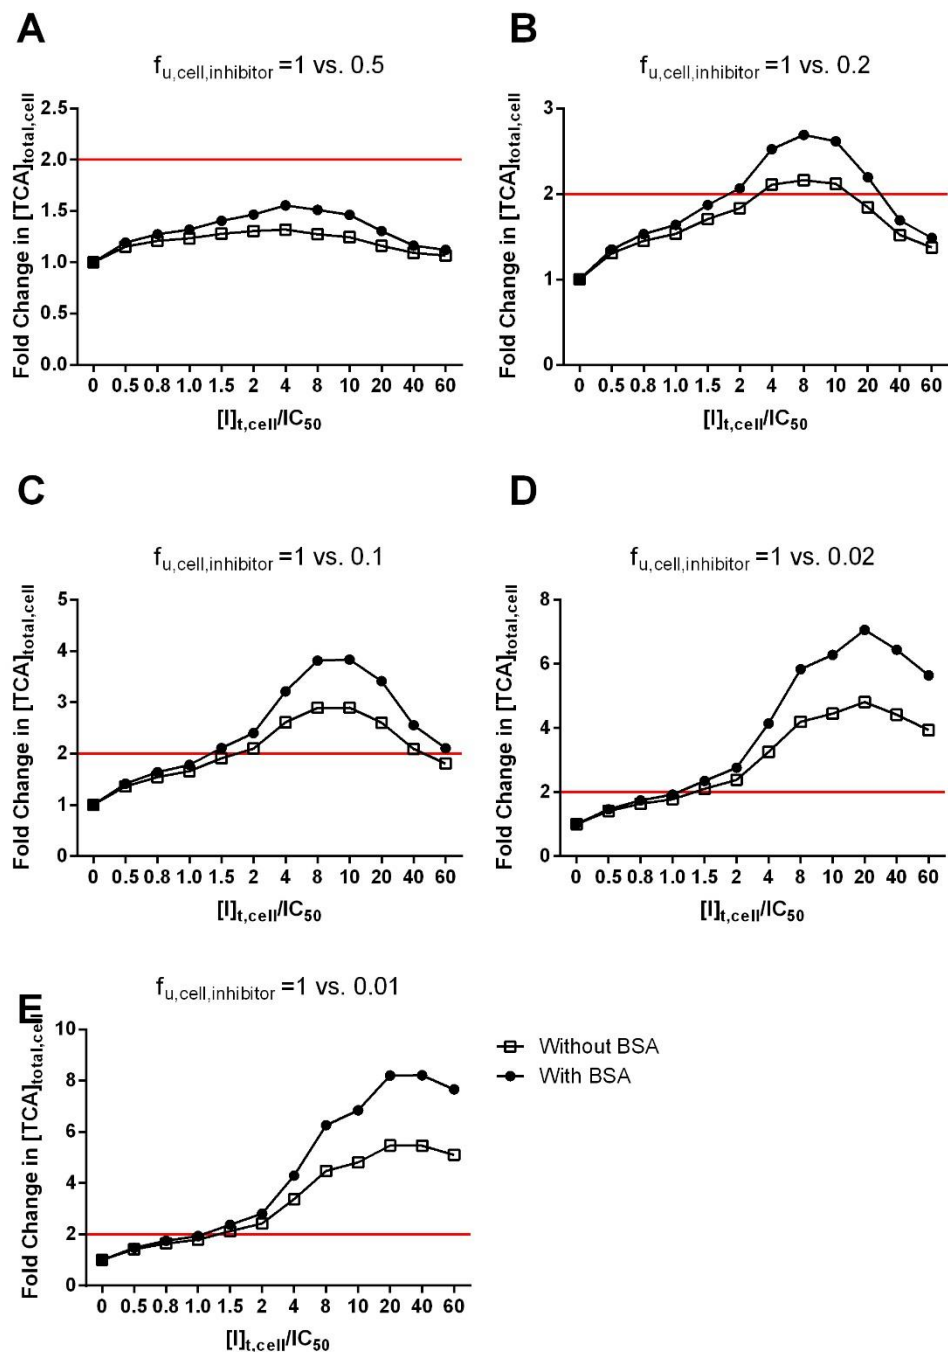 A
f_u,cell,inhibitor =1 vs. 0.5
Fold Change in [TCA]total,cell
2.5
2.0
1.5
1.0
0.5
0.0
0 0.5 0.8 1.0 1.5 2 4 8 10 20 40 60
[I]t,cell/IC50
B
fu,cell,inhibitor =1 vs. 0.2
Fold Change in [TCA]total,cell
3
2
1
0
0 0.5 0.8 1.0 1.5 2 4 8 10 20 40 60
[I]t,cell/IC50
C
fu,cell,inhibitor =1 vs. 0.1
Fold Change in [TCA]total,cell
5
4
3
2
1
0
0 0.5 0.8 1.0 1.5 2 4 8 10 20 40 60
[I]t,cell/IC50
D
fu,cell,inhibitor =1 vs. 0.02
Fold Change in [TCA]total,cell
8
6
4
2
0
0 0.5 0.8 1.0 1.5 2 4 8 10 20 40 60
[I]t,cell/IC50
E
fu,cell,inhibitor =1 vs. 0.01
Fold Change in [TCA]total,cell
10
8
6
4
2
0
0 0.5 0.8 1.0 1.5 2 4 8 10 20 40 60
[I]t,cell/IC50
Without BSA
With BSA